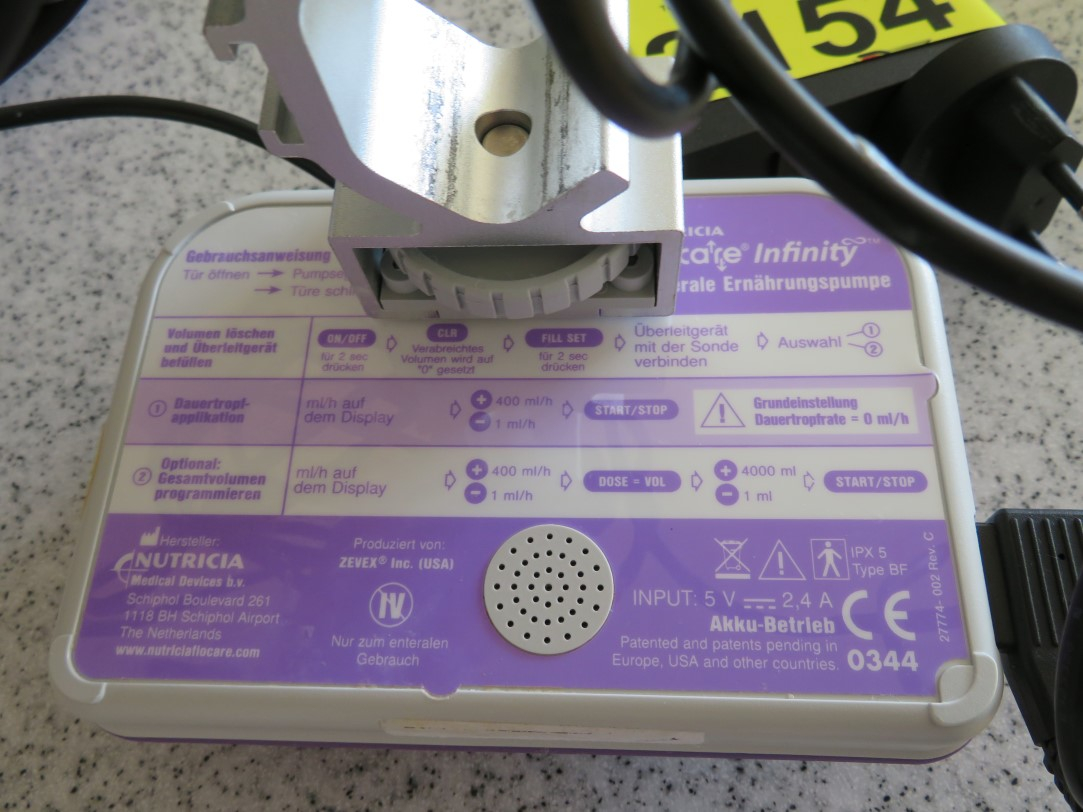 154
Gebrauchsanweisung
Tür öffnen → Pumpse
→ Türe schli
RICIA
care® Infinity™
erale Ernährungspumpe
Volumen löschen
und Überleitgerät
befüllen
ON/OFF
für 2 sec
drücken
CLR
Verabreichtes
Volumen wird auf
"0" gesetzt
FILL SET
für 2 sec
drücken
Überleitgerät
mit der Sonde
verbinden
Auswahl
1
2
1 Dauertropf-
applikation
ml/h auf
dem Display
+ 400 ml/h
− 1 ml/h
START/STOP
Grundeinstellung
Dauertropfrate = 0 ml/h
2 Optional:
Gesamtvolumen
programmieren
ml/h auf
dem Display
+ 400 ml/h
− 1 ml/h
DOSE = VOL
+ 4000 ml
− 1 ml
START/STOP
Hersteller:
NUTRICIA
Medical Devices b.v.
Schiphol Boulevard 261
1118 BH Schiphol Airport
The Netherlands
www.nutriciaflocare.com
Produziert von:
ZEVEX® Inc. (USA)
Nur zum enteralen
Gebrauch
IPX 5
Type BF
INPUT: 5 V 2,4 A
Akku-Betrieb
Patented and patents pending in
Europe, USA and other countries.
CE
0344
27774- 002 Rev. C